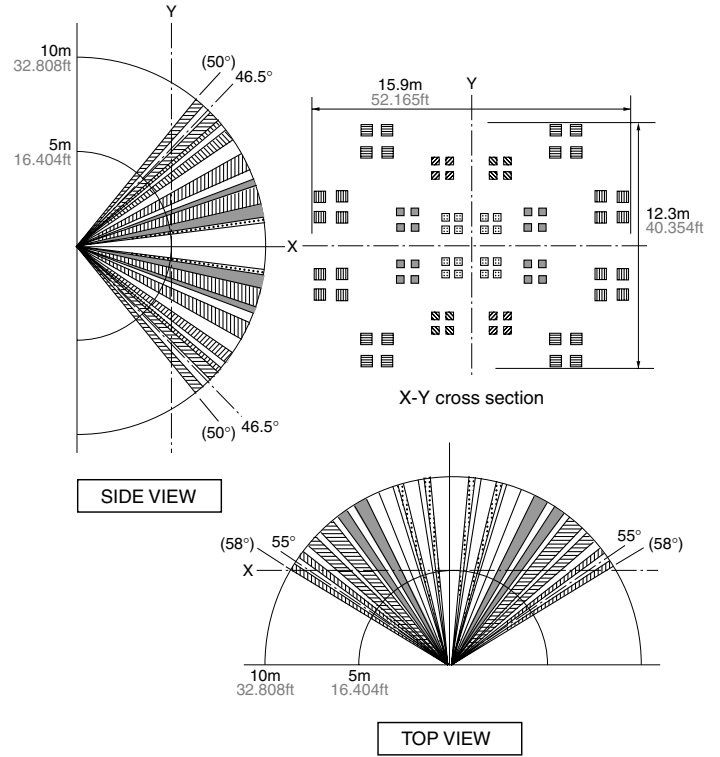 Y
10m
32.808ft
(50°)
46.5°
5m
16.404ft
X
(50°)
46.5°
SIDE VIEW
Y
15.9m
52.165ft
12.3m
40.354ft
X-Y cross section
(58°)
55°
X
55°
(58°)
10m
32.808ft
5m
16.404ft
TOP VIEW